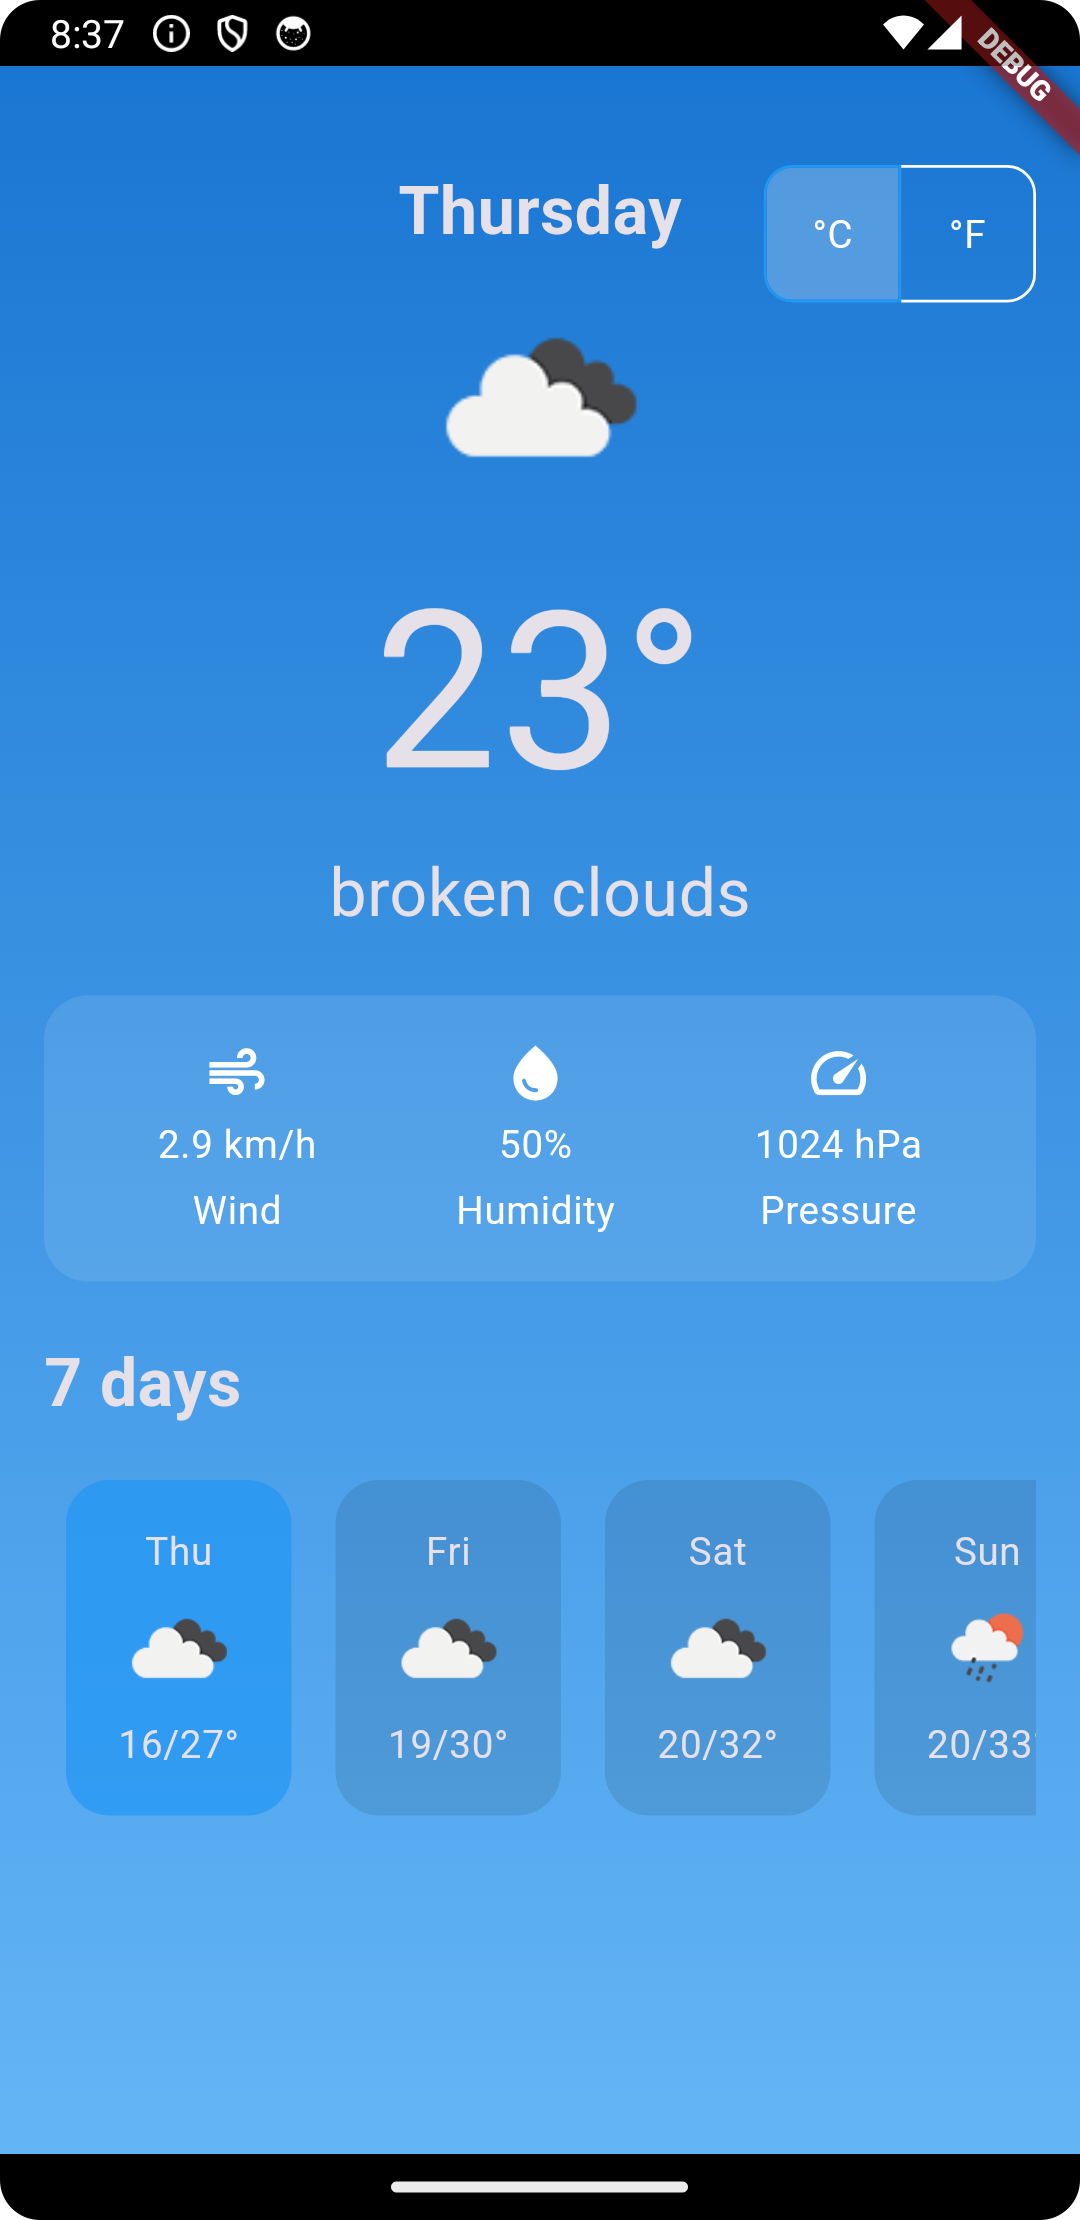 8:37
DEBUG
Thursday
°C
°F
23°
broken clouds
2.9 km/h
50%
1024 hPa
Wind
Humidity
Pressure
7 days
Thu
Fri
Sat
Sun
16/27°
19/30°
20/32°
20/33°